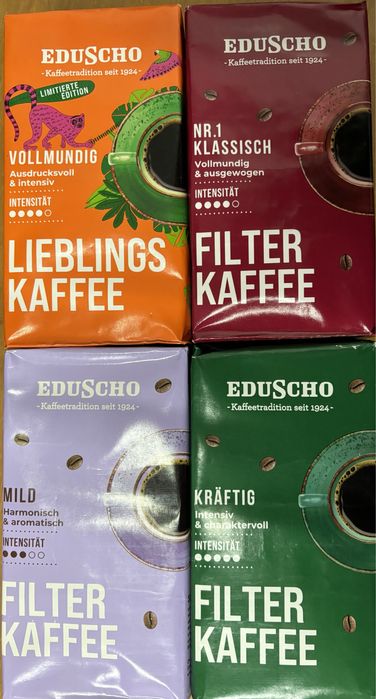 EDUSCHO
-Kaffeetradition seit 1924-
LIMITIERTE
EDITION
VOLLMUNDIG
Ausdrucksvoll
& intensiv
INTENSITÄT
LIEBLINGS
KAFFEE
EDUSCHO
-Kaffeetradition seit 1924-
NR.1
KLASSISCH
Vollmundig
& ausgewogen
INTENSITÄT
FILTER
KAFFEE
EDUSCHO
-Kaffeetradition seit 1924-
MILD
Harmonisch
& aromatisch
INTENSITÄT
FILTER
KAFFEE
EDUSCHO
-Kaffeetradition seit 1924-
KRÄFTIG
Intensiv
& charaktervoll
INTENSITÄT
FILTER
KAFFEE